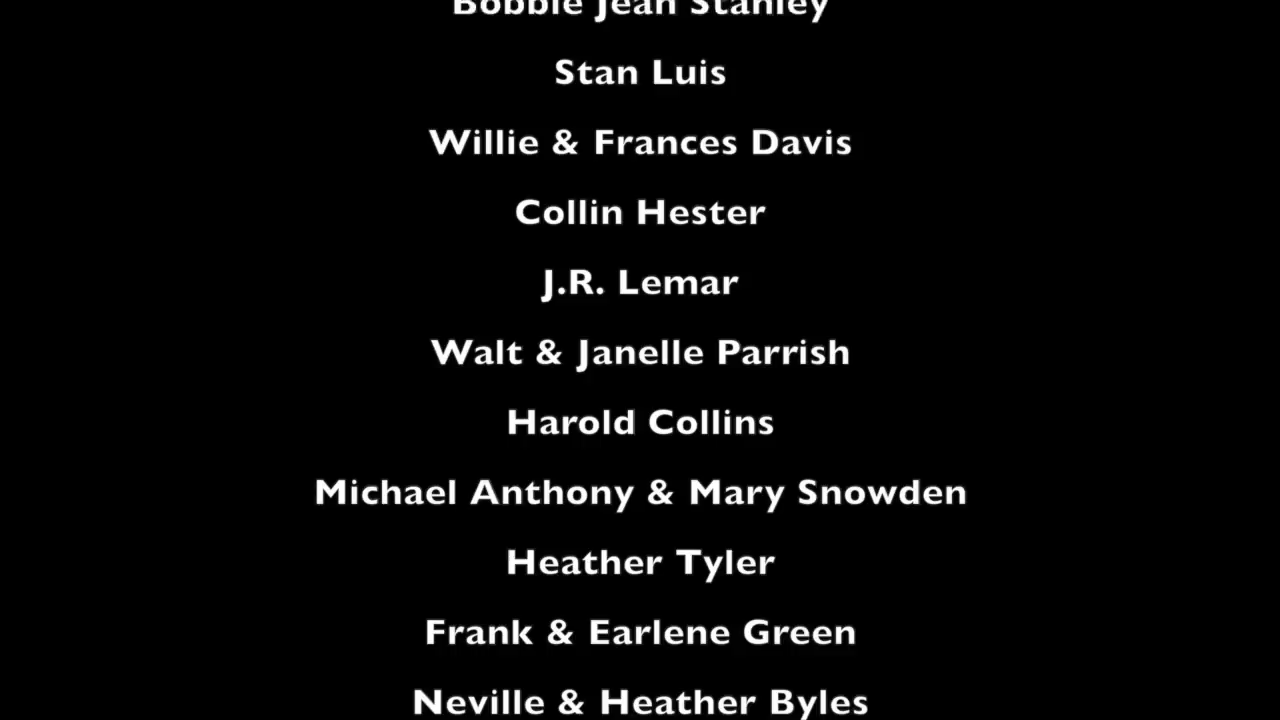 Bobbie Jean Stanley
Stan Luis
Willie & Frances Davis
Collin Hester
J.R. Lemar
Walt & Janelle Parrish
Harold Collins
Michael Anthony & Mary Snowden
Heather Tyler
Frank & Earlene Green
Neville & Heather Byles